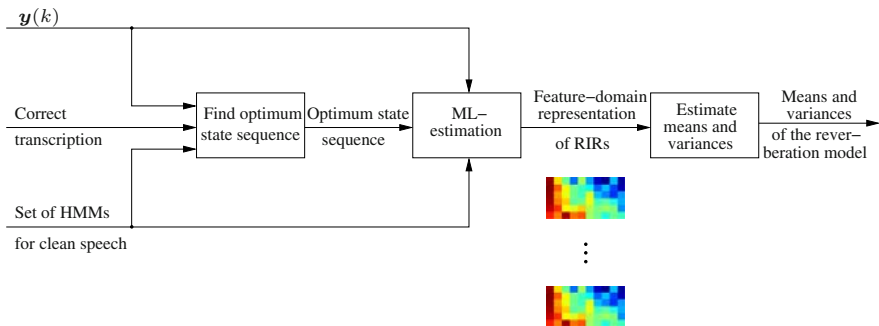 y(k)
Correct
transcription
Set of HMMs
for clean speech
Find optimum
state sequence
Optimum state
sequence
ML–
estimation
Feature–domain
representation
of RIRs
Estimate
means and
variances
Means and
variances
of the rever–
beration model